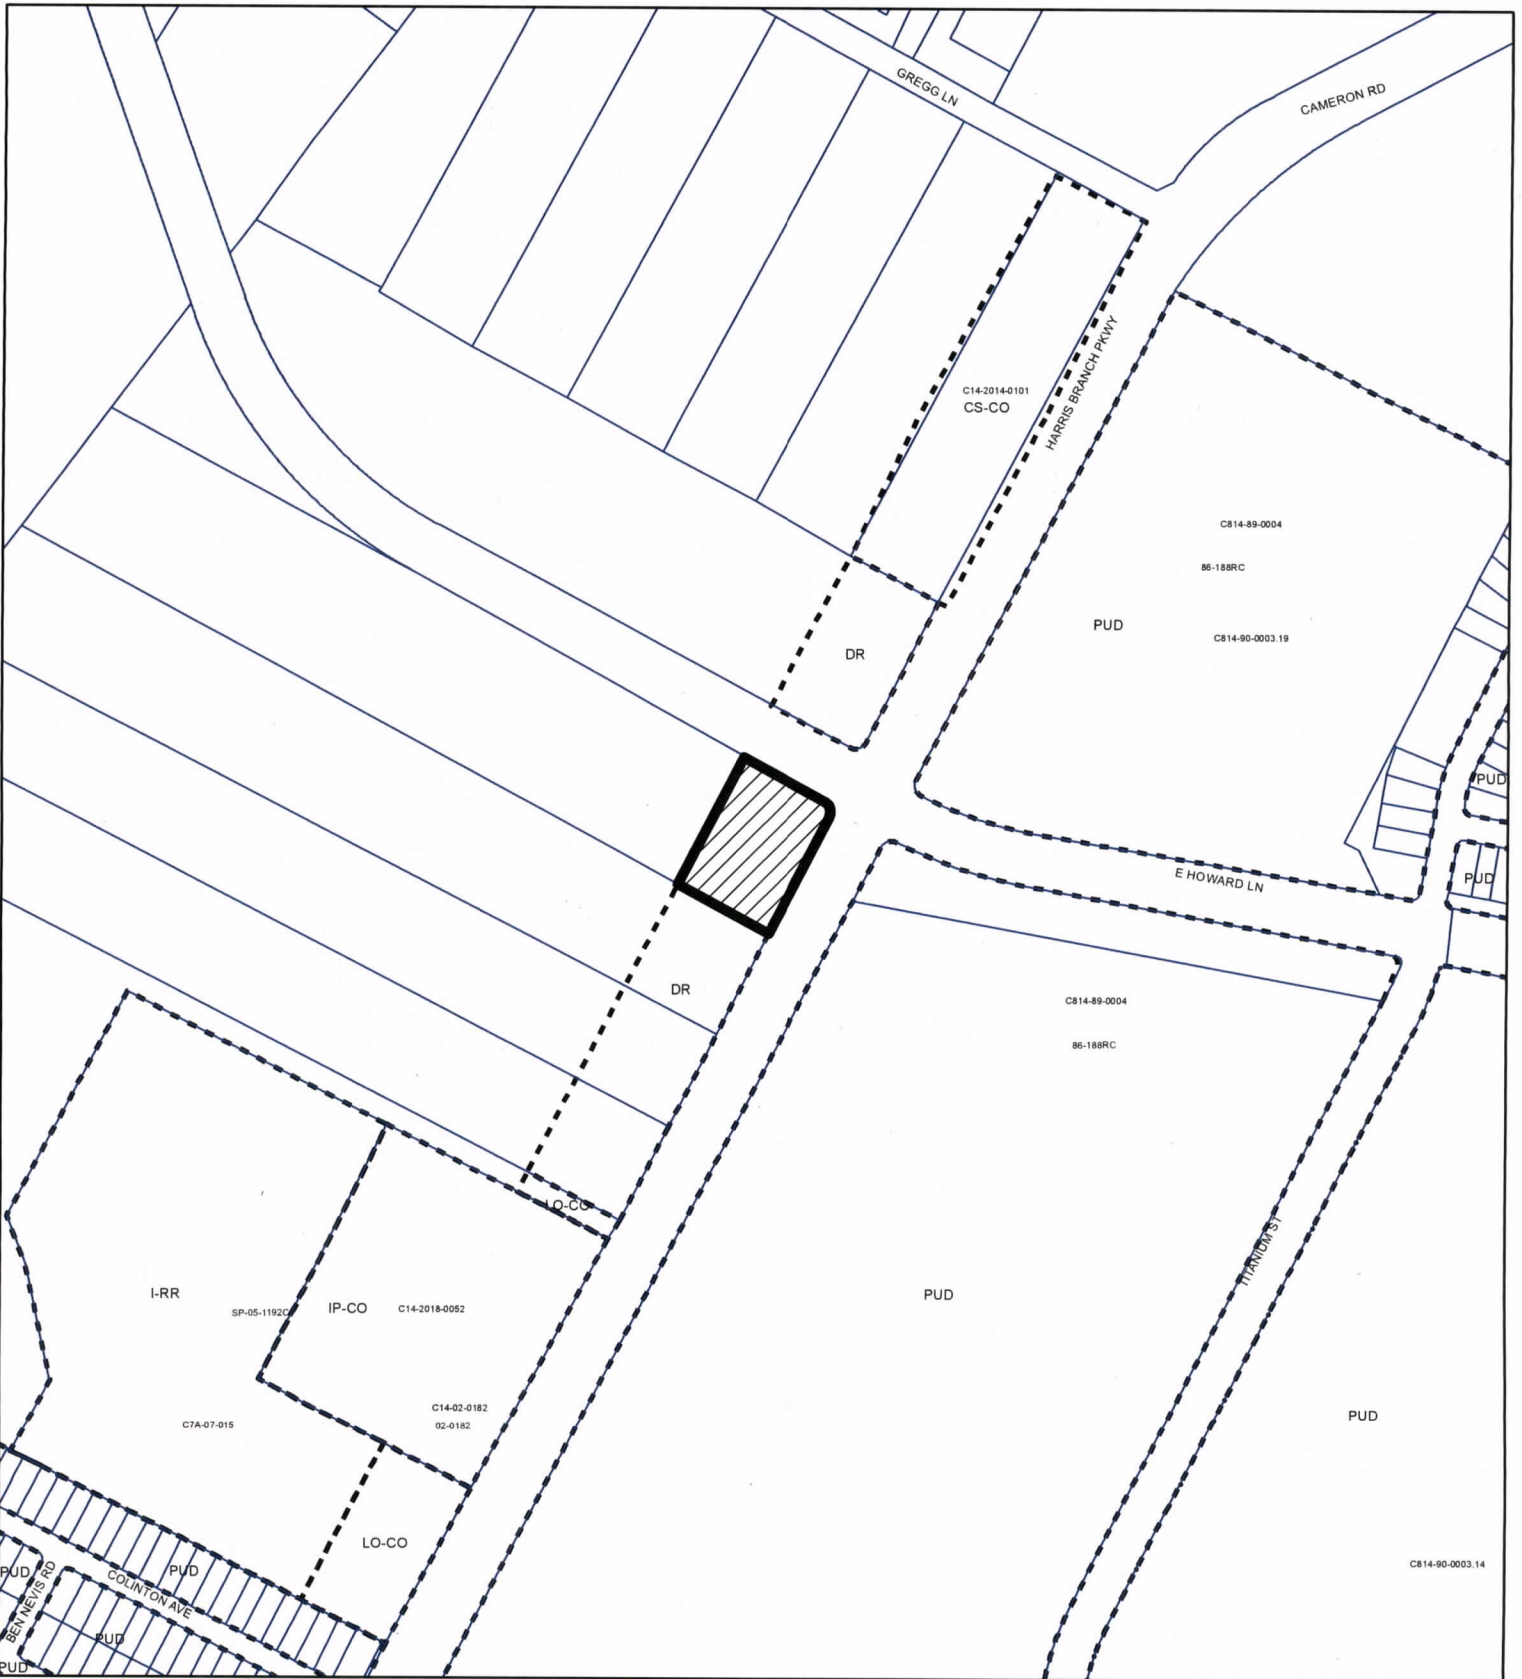 GREGG LN
CAMERON RD
HARRIS BRANCH PKWY
C14-2014-0101
CS-CO
C814-89-0004
86-188RC
C814-90-0003.19
PUD
DR
PUD
PUD
E HOWARD LN
DR
C814-89-0004
86-188RC
LO-CO
TITANIUM ST
I-RR
SP-05-1192C
IP-CO
C14-2018-0052
PUD
C14-02-0182
02-0182
C7A-07-015
PUD
LO-CO
C814-90-0003.14
PUD
PUD
BEN NEVIS RD
COLINTON AVE
PUD
PUD